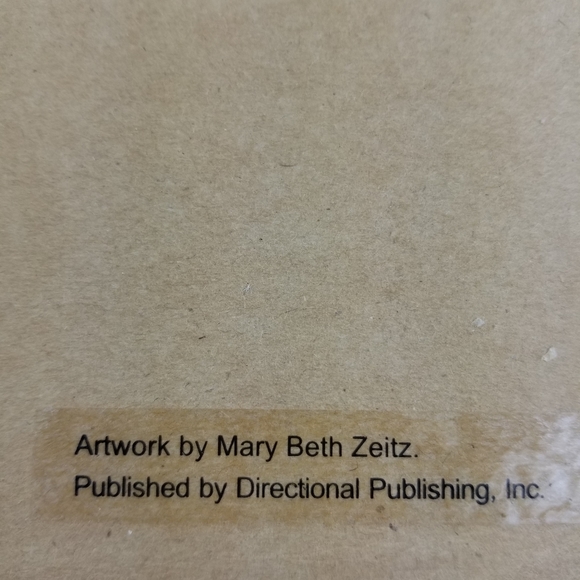 Artwork by Mary Beth Zeitz.
Published by Directional Publishing, Inc.